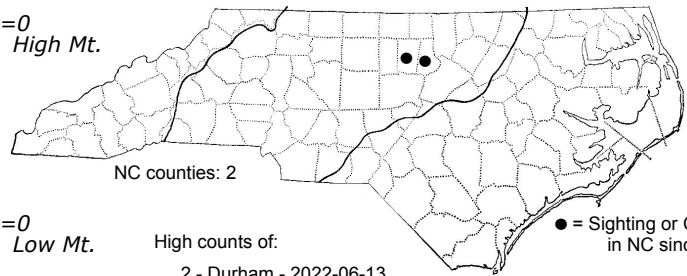 =0
High Mt.
NC counties: 2
=0
Low Mt.
High counts of:
2 - Durham - 2022-06-13
● = Sighting or
in NC sinc